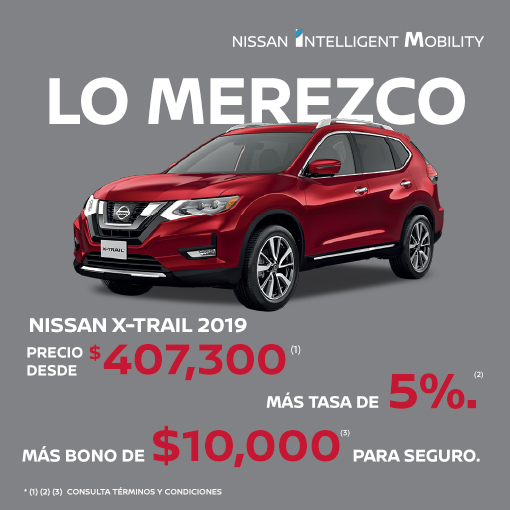 NISSAN INTELLIGENT MOBILITY
LO MEREZCO
X-TRAIL
NISSAN X-TRAIL 2019
PRECIO DESDE $407,300 (1)
MÁS TASA DE 5%. (2)
MÁS BONO DE $10,000 (3) PARA SEGURO.
* (1) (2) (3) CONSULTA TÉRMINOS Y CONDICIONES